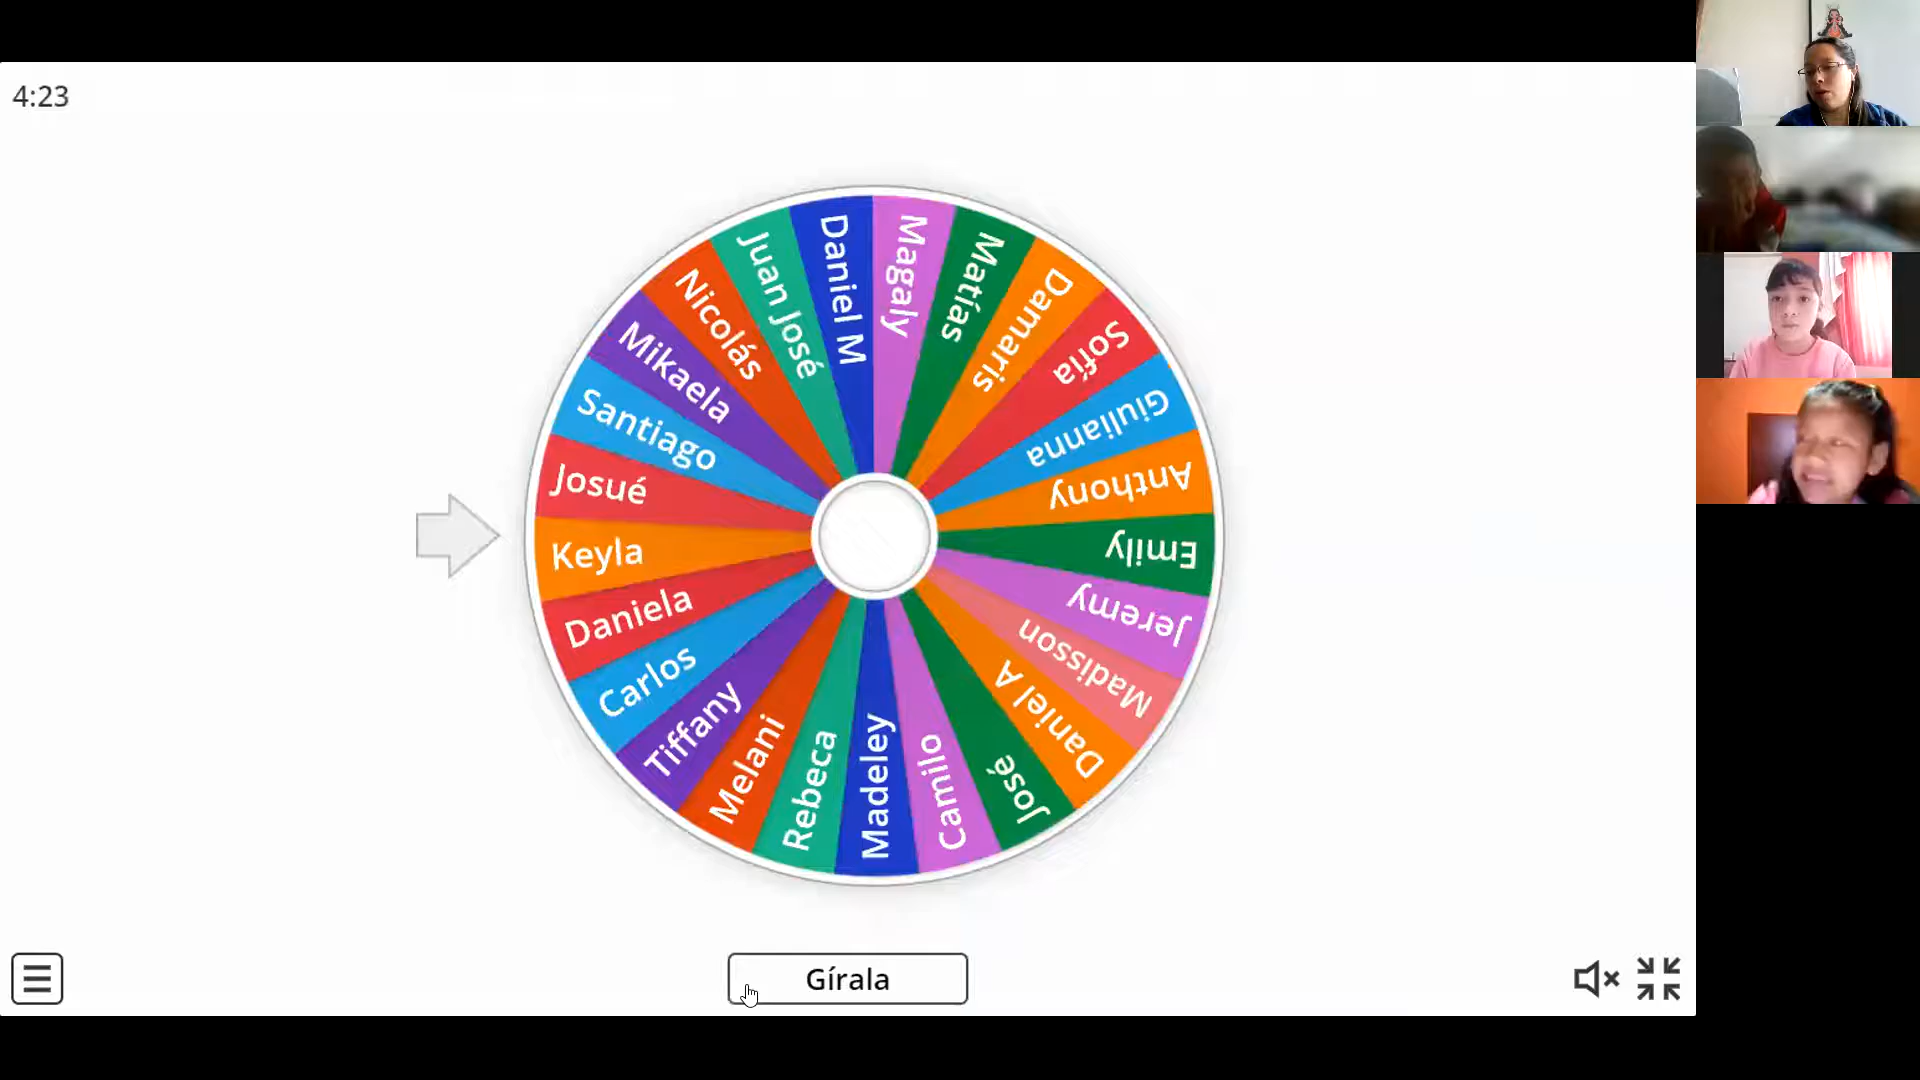 4:23
Magaly
Matías
Damaris
Sofía
Giulianna
Anthony
Emily
Jeremy
Madisson
Daniel A
José
Camilo
Madeley
Rebeca
Melani
Tiffany
Carlos
Daniela
Keyla
Josué
Santiago
Mikaela
Nicolás
Juan José
Daniel M
Gírala